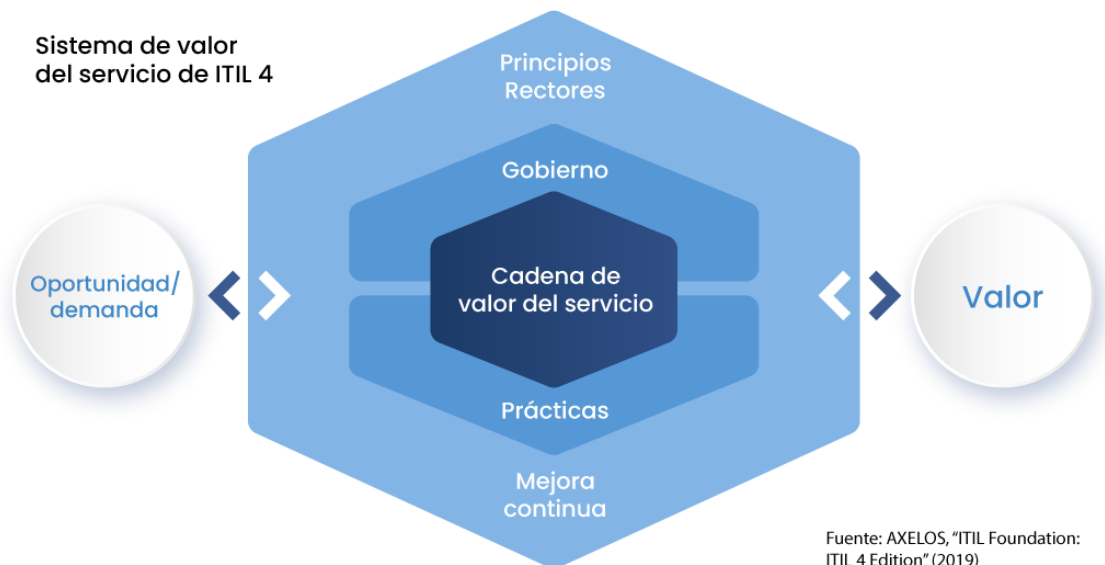 Sistema de valor
del servicio de ITIL 4
Principios
Rectores
Gobierno
Oportunidad/
demanda
Cadena de
valor del servicio
Valor
Prácticas
Mejora
continua
Fuente: AXELOS, “ITIL Foundation:
ITIL 4 Edition” (2019)